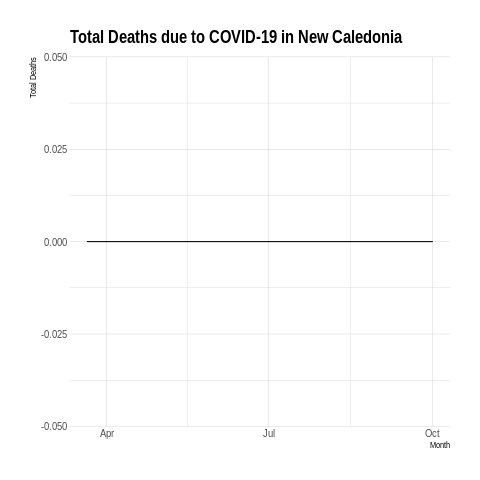 Total Deaths due to COVID-19 in New Caledonia
Total Deaths
0.050
0.025
0.000
-0.025
-0.050
Apr Jul Oct
Month